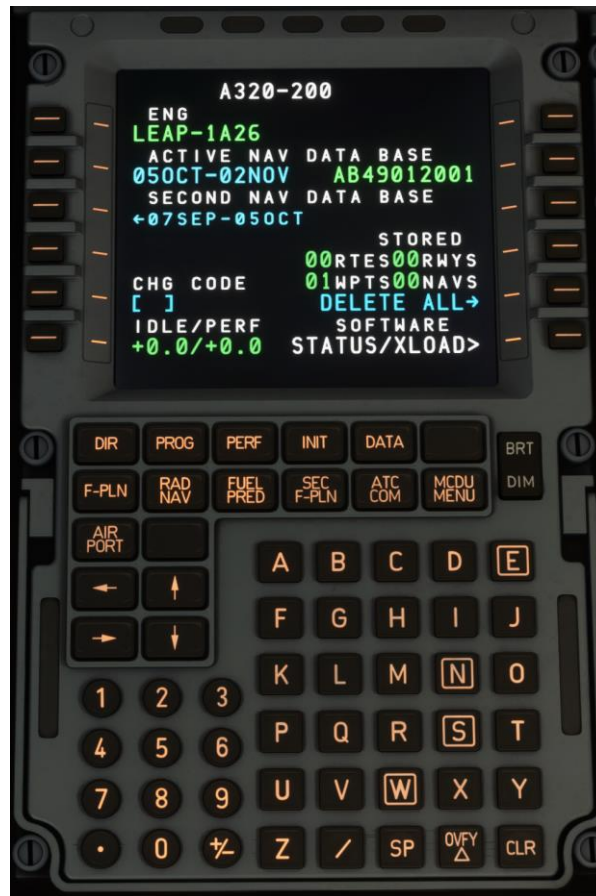 A320-200
ENG
LEAP-1A26
ACTIVE NAV DATA BASE
05OCT-02NOV AB49012001
SECOND NAV DATA BASE
←07SEP-05OCT
STORED
00RTES00RWYS
CHG CODE 01WPTS00NAVS
[ ] DELETE ALL→
IDLE/PERF SOFTWARE
+0.0/+0.0 STATUS/XLOAD>
DIR PROG PERF INIT DATA BRT
F-PLN RAD NAV FUEL PRED SEC F-PLN ATC COM MCDU MENU DIM
AIR PORT
A B C D E
← ↑
F G H I J
→ ↓
K L M N O
1 2 3
P Q R S T
4 5 6
U V W X Y
7 8 9
Z / SP OVFY △ CLR
. 0 +/-